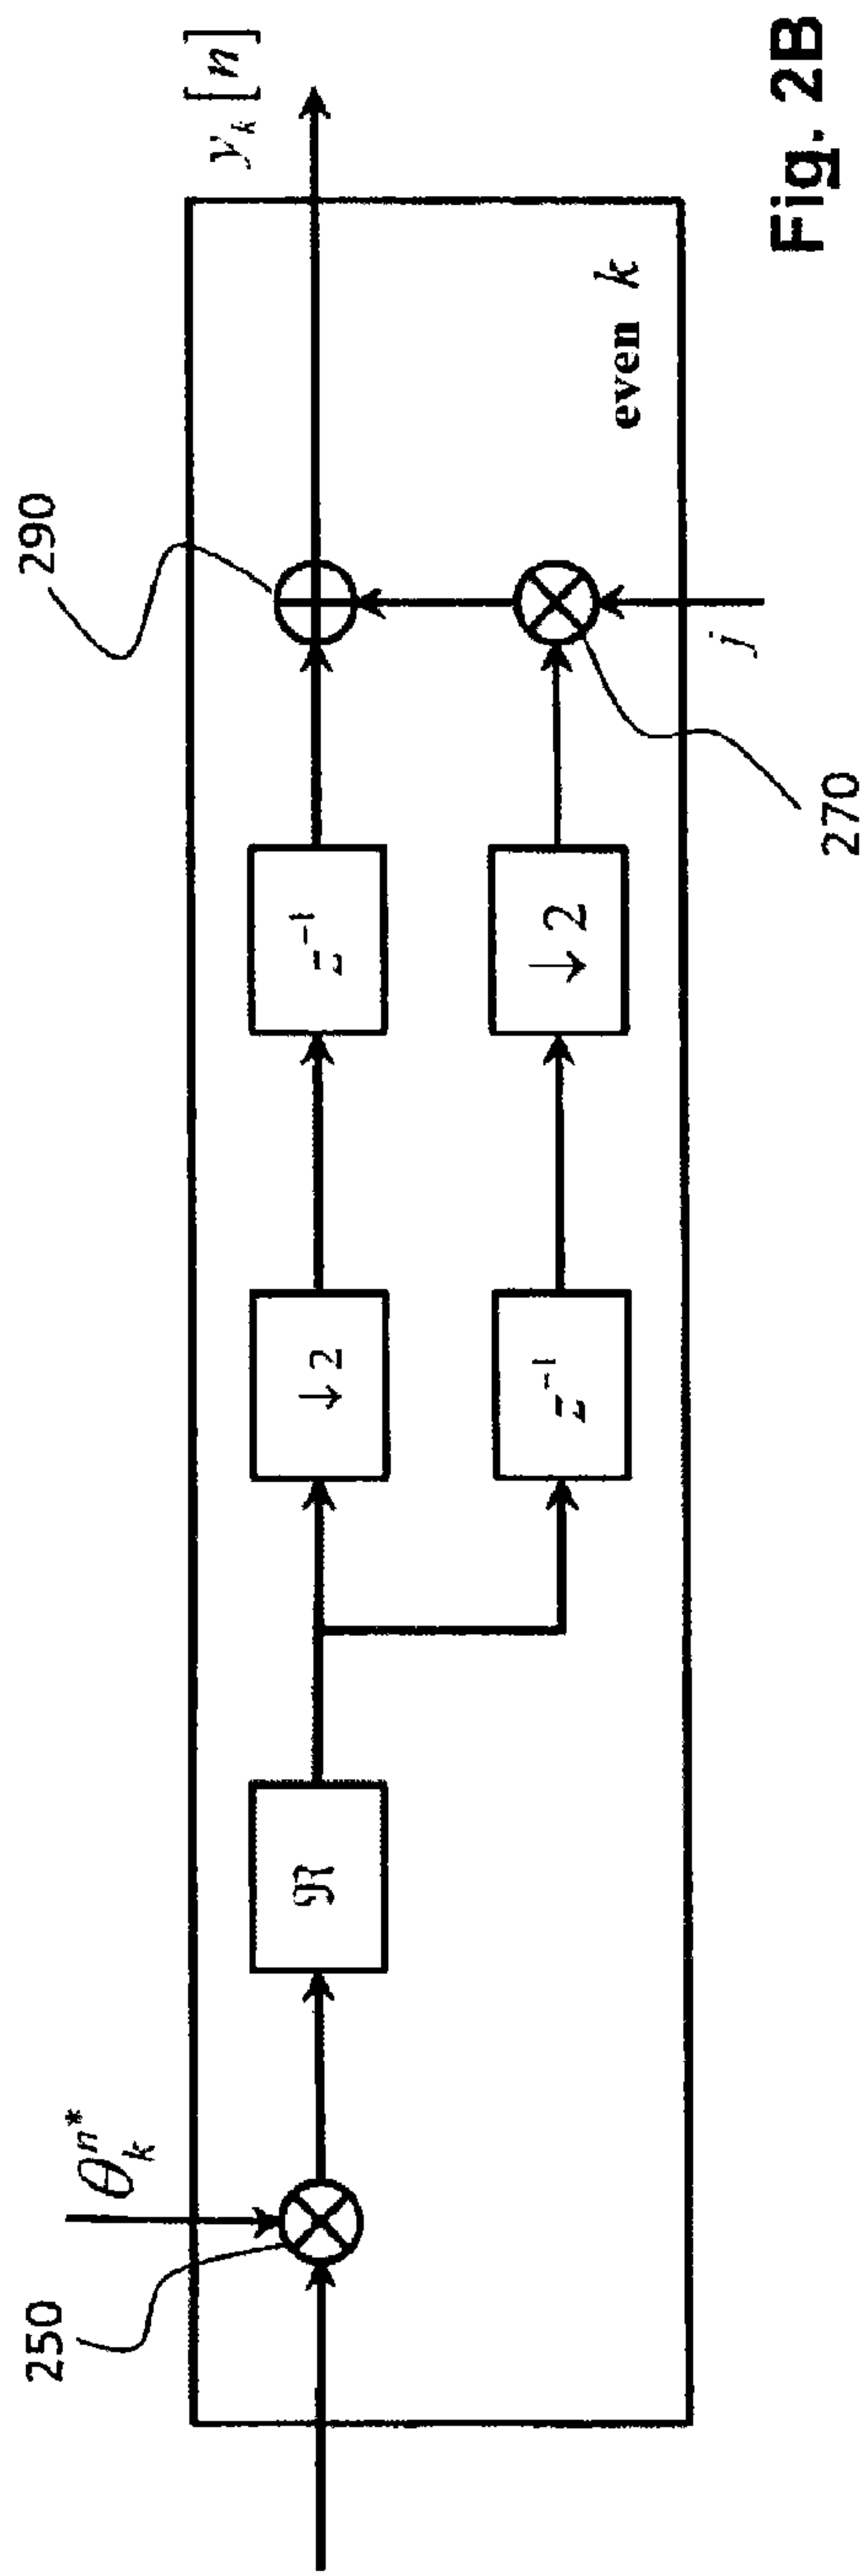 290
y_k [n]
θ_k^{n*}
250
ℜ
↓2
z^{-1}
z^{-1}
↓2
j
270
even k
Fig. 2B